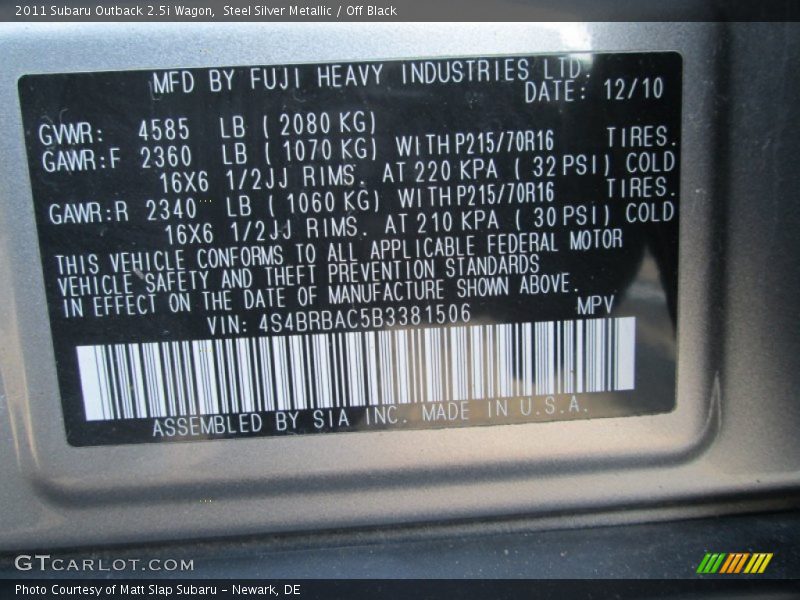 2011 Subaru Outback 2.5i Wagon,  Steel Silver Metallic / Off Black
MFD BY FUJI HEAVY INDUSTRIES LTD.
DATE: 12/10
GVWR: 4585 LB ( 2080 KG)
GAWR:F 2360 LB ( 1070 KG) WITH P215/70R16 TIRES.
16X6 1/2JJ RIMS. AT 220 KPA ( 32 PSI) COLD
GAWR:R 2340 LB ( 1060 KG) WITH P215/70R16 TIRES.
16X6 1/2JJ RIMS. AT 210 KPA ( 30 PSI) COLD
THIS VEHICLE CONFORMS TO ALL APPLICABLE FEDERAL MOTOR
VEHICLE SAFETY AND THEFT PREVENTION STANDARDS
IN EFFECT ON THE DATE OF MANUFACTURE SHOWN ABOVE.
VIN: 4S4BRBAC5B3381506 MPV
ASSEMBLED BY SIA INC. MADE IN U.S.A.
GTCARLOT.COM
Photo Courtesy of Matt Slap Subaru - Newark, DE